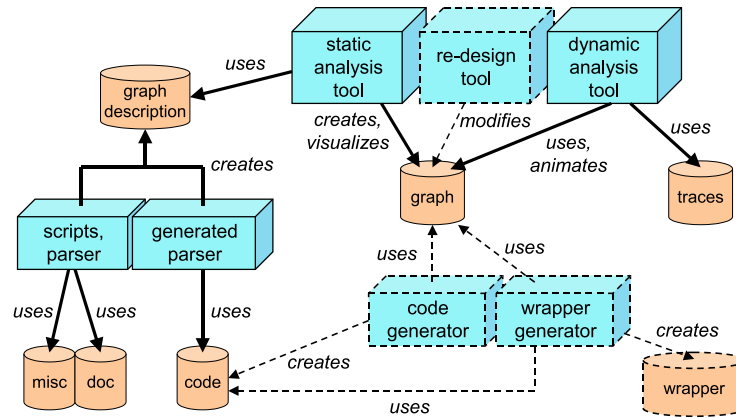 static
analysis
tool
re-design
tool
dynamic
analysis
tool
uses
graph
description
creates,
visualizes
modifies
uses,
animates
uses
creates
graph
traces
scripts,
parser
generated
parser
uses
uses
code
generator
wrapper
generator
uses
uses
uses
creates
creates
misc
doc
code
uses
wrapper